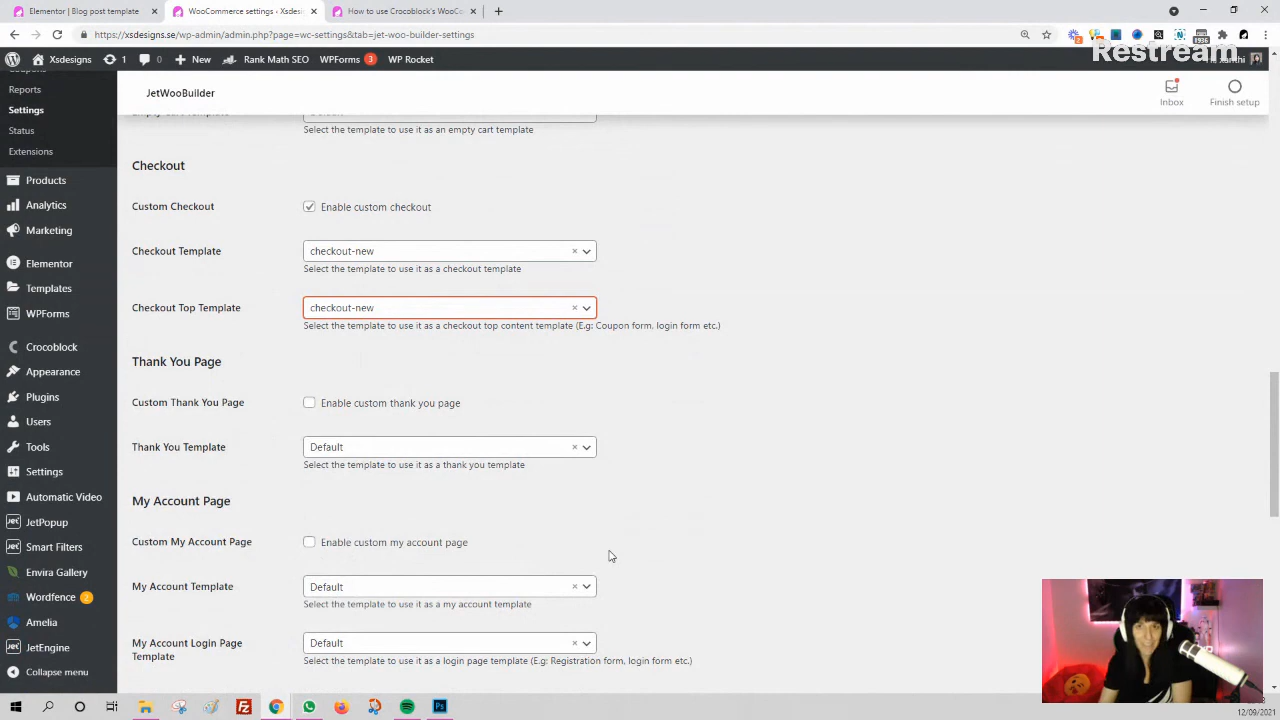 Elementor | Blog post template
WooCommerce settings ‹ Xsdesi
How to use Crocoblock's WooCo
https://xsdesigns.se/wp-admin/admin.php?page=wc-settings&tab=jet-woo-builder-settings
Xsdesigns 1 0 New Rank Math SEO WPForms 3 WP Rocket
Restream
JetWooBuilder
Inbox
Finish setup
Reports
Settings
Status
Extensions
Products
Analytics
Marketing
Elementor
Templates
WPForms
Crocoblock
Appearance
Plugins
Users
Tools
Settings
Automatic Video
JetPopup
Smart Filters
Envira Gallery
Wordfence 2
Amelia
JetEngine
Collapse menu
Select the template to use it as an empty cart template
Checkout
Custom Checkout
Enable custom checkout
Checkout Template
checkout-new
Select the template to use it as a checkout template
Checkout Top Template
checkout-new
Select the template to use it as a checkout top content template (E.g: Coupon form, login form etc.)
Thank You Page
Custom Thank You Page
Enable custom thank you page
Thank You Template
Default
Select the template to use it as a thank you template
My Account Page
Custom My Account Page
Enable custom my account page
My Account Template
Default
Select the template to use it as a my account template
My Account Login Page
Template
Default
Select the template to use it as a login page template (E.g: Registration form, login form etc.)
12/09/2021